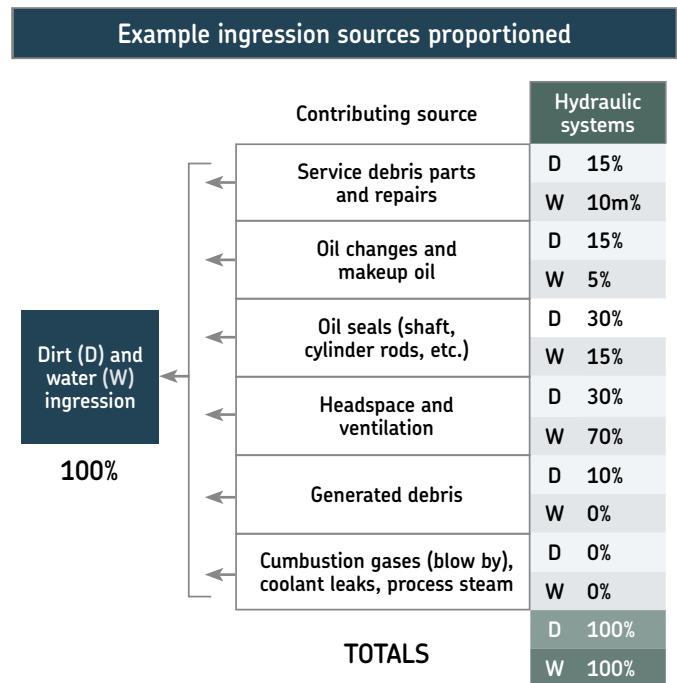 Example ingression sources proportioned
Contributing source
Hydraulic
systems
Service debris parts
and repairs
D 15%
W 10m%
Oil changes and
makeup oil
D 15%
W 5%
Oil seals (shaft,
cylinder rods, etc.)
D 30%
W 15%
Dirt (D) and
water (W)
ingression
100%
Headspace and
ventilation
D 30%
W 70%
Generated debris
D 10%
W 0%
Cumbustion gases (blow by),
coolant leaks, process steam
D 0%
W 0%
TOTALS
D 100%
W 100%